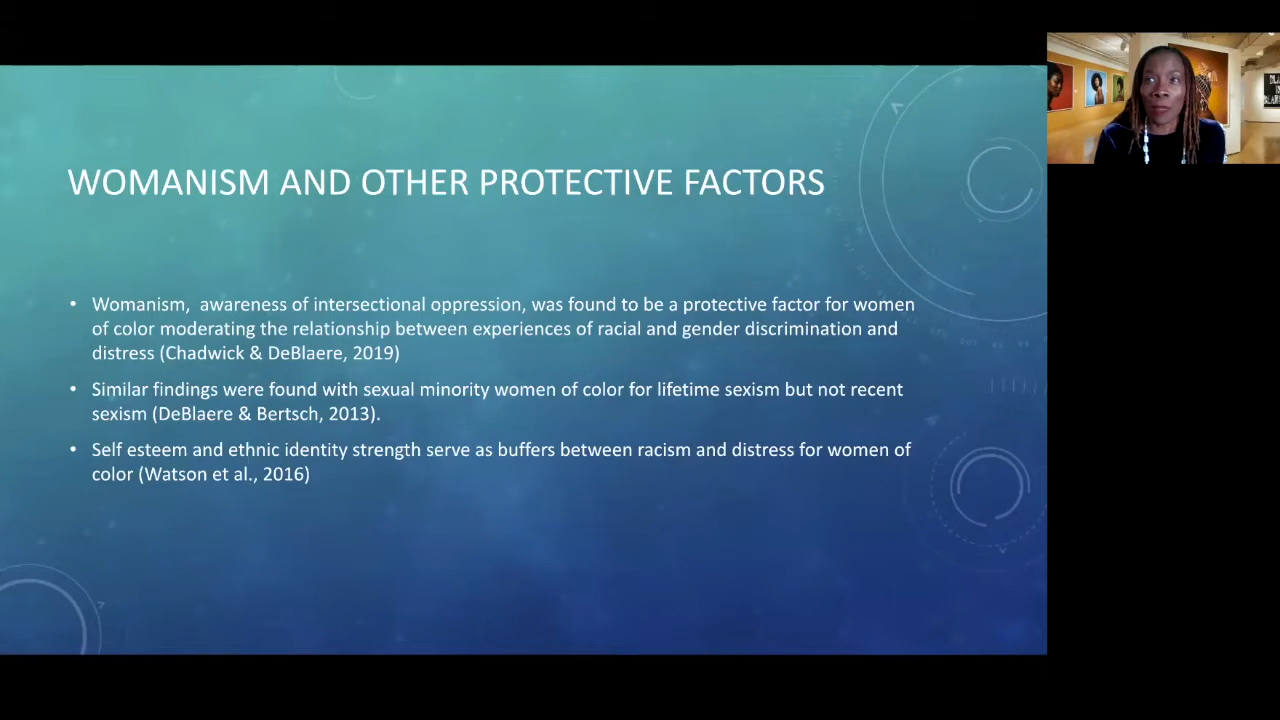 WOMANISM AND OTHER PROTECTIVE FACTORS
• Womanism, awareness of intersectional oppression, was found to be a protective factor for women
of color moderating the relationship between experiences of racial and gender discrimination and
distress (Chadwick & DeBlaere, 2019)
• Similar findings were found with sexual minority women of color for lifetime sexism but not recent
sexism (DeBlaere & Bertsch, 2013).
• Self esteem and ethnic identity strength serve as buffers between racism and distress for women of
color (Watson et al., 2016)